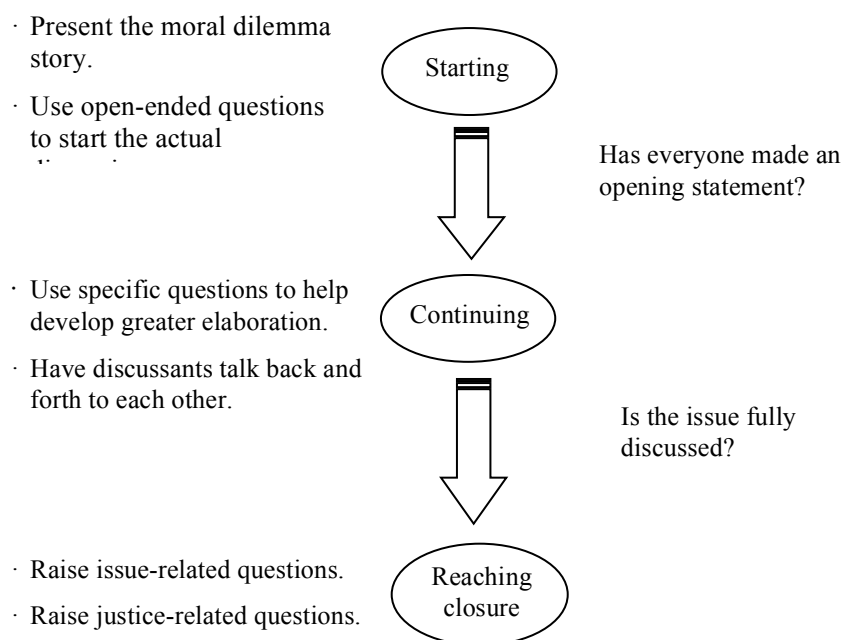 · Present the moral dilemma
story.
· Use open-ended questions
to start the actual
Starting
Has everyone made an
opening statement?
· Use specific questions to help
develop greater elaboration.
· Have discussants talk back and
forth to each other.
Continuing
Is the issue fully
discussed?
· Raise issue-related questions.
· Raise justice-related questions.
Reaching
closure